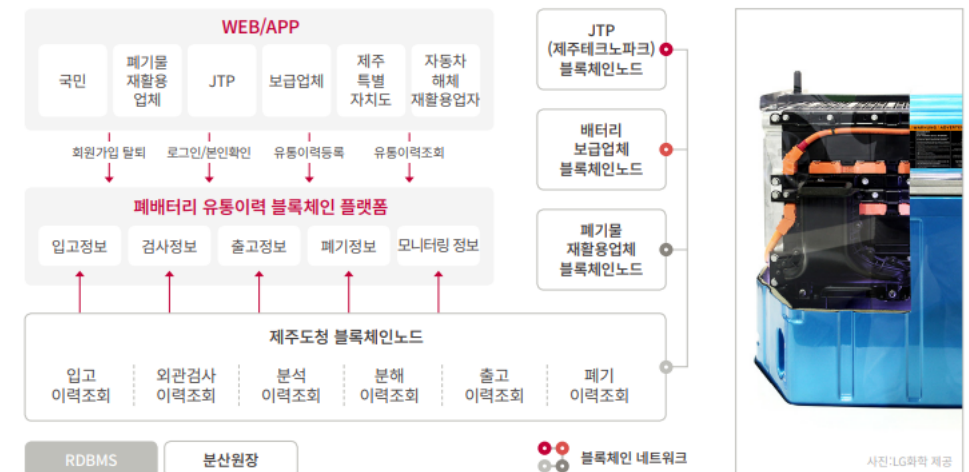 WEB/APP
국민
폐기물
재활용
업체
JTP
보급업체
제주
특별
자치도
자동차
해체
재활용업자
회원가입 탈퇴
로그인/본인확인
유통이력등록
유통이력조회
폐배터리 유통이력 블록체인 플랫폼
입고정보
검사정보
출고정보
폐기정보
모니터링 정보
제주도청 블록체인노드
입고
이력조회
외관검사
이력조회
분석
이력조회
분해
이력조회
출고
이력조회
폐기
이력조회
RDBMS
분산원장
JTP
(제주테크노파크)
블록체인노드
배터리
보급업체
블록체인노드
폐기물
재활용업체
블록체인노드
블록체인 네트워크
사진:LG화학 제공